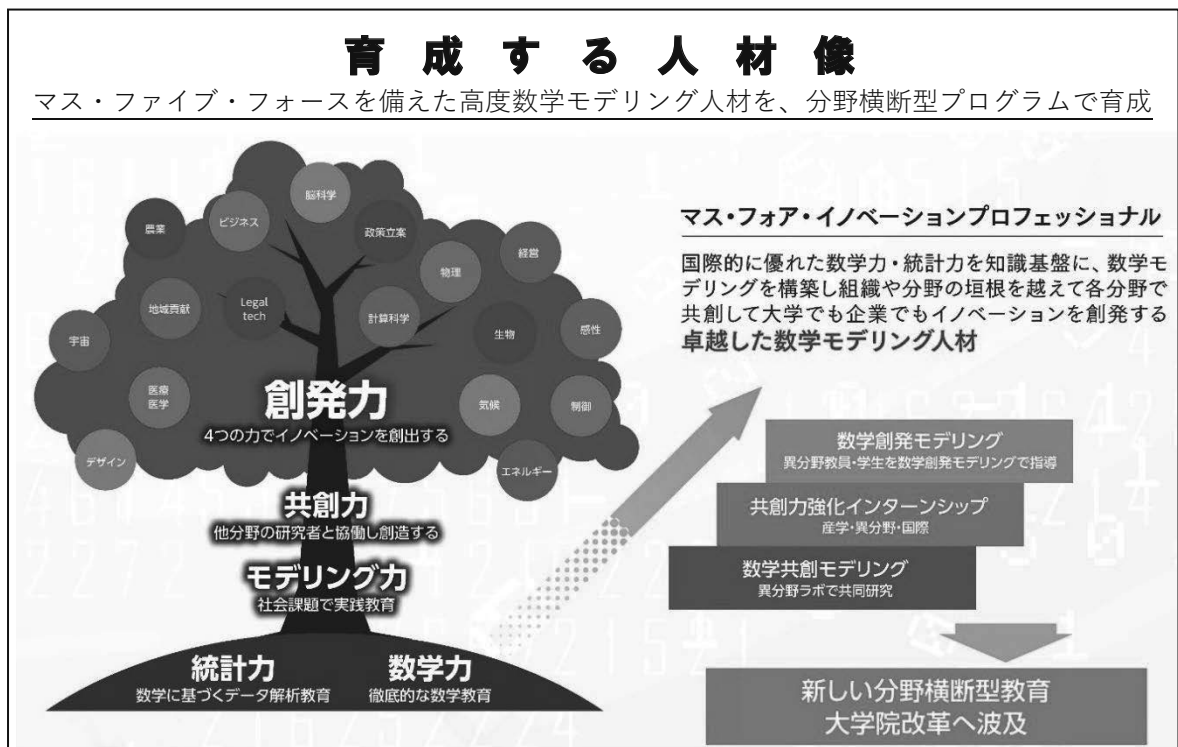 育成する人材像
マス・ファイブ・フォースを備えた高度数学モデリング人材を、分野横断型プログラムで育成
脳科学
農業
ビジネス
政策立案
経営
物理
地域貢献
Legal
tech
計算科学
生物
感性
宇宙
医療
医学
気候
制御
デザイン
エネルギー
創発力
4つの力でイノベーションを創出する
共創力
他分野の研究者と協働し創造する
モデリング力
社会課題で実践教育
統計力
数学に基づくデータ解析教育
数学力
徹底的な数学教育
マス・フォア・イノベーションプロフェッショナル
国際的に優れた数学力・統計力を知識基盤に、数学モ
デリングを構築し組織や分野の垣根を越えて各分野で
共創して大学でも企業でもイノベーションを創発する
卓越した数学モデリング人材
数学創発モデリング
異分野教員・学生を数学創発モデリングで指導
共創力強化インターンシップ
産学・異分野・国際
数学共創モデリング
異分野ラボで共同研究
新しい分野横断型教育
大学院改革へ波及